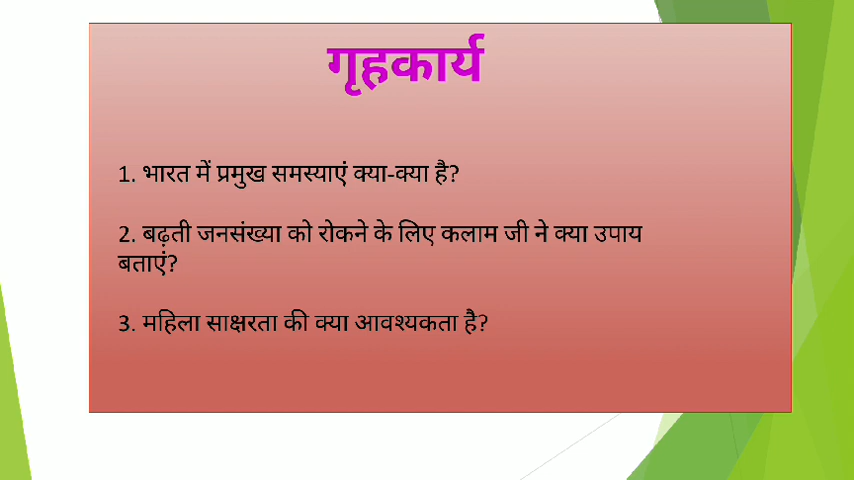 गृहकार्य
1. भारत में प्रमुख समस्याएं क्या-क्या है?
2. बढ़ती जनसंख्या को रोकने के लिए कलाम जी ने क्या उपाय
बताएं?
3. महिला साक्षरता की क्या आवश्यकता है?